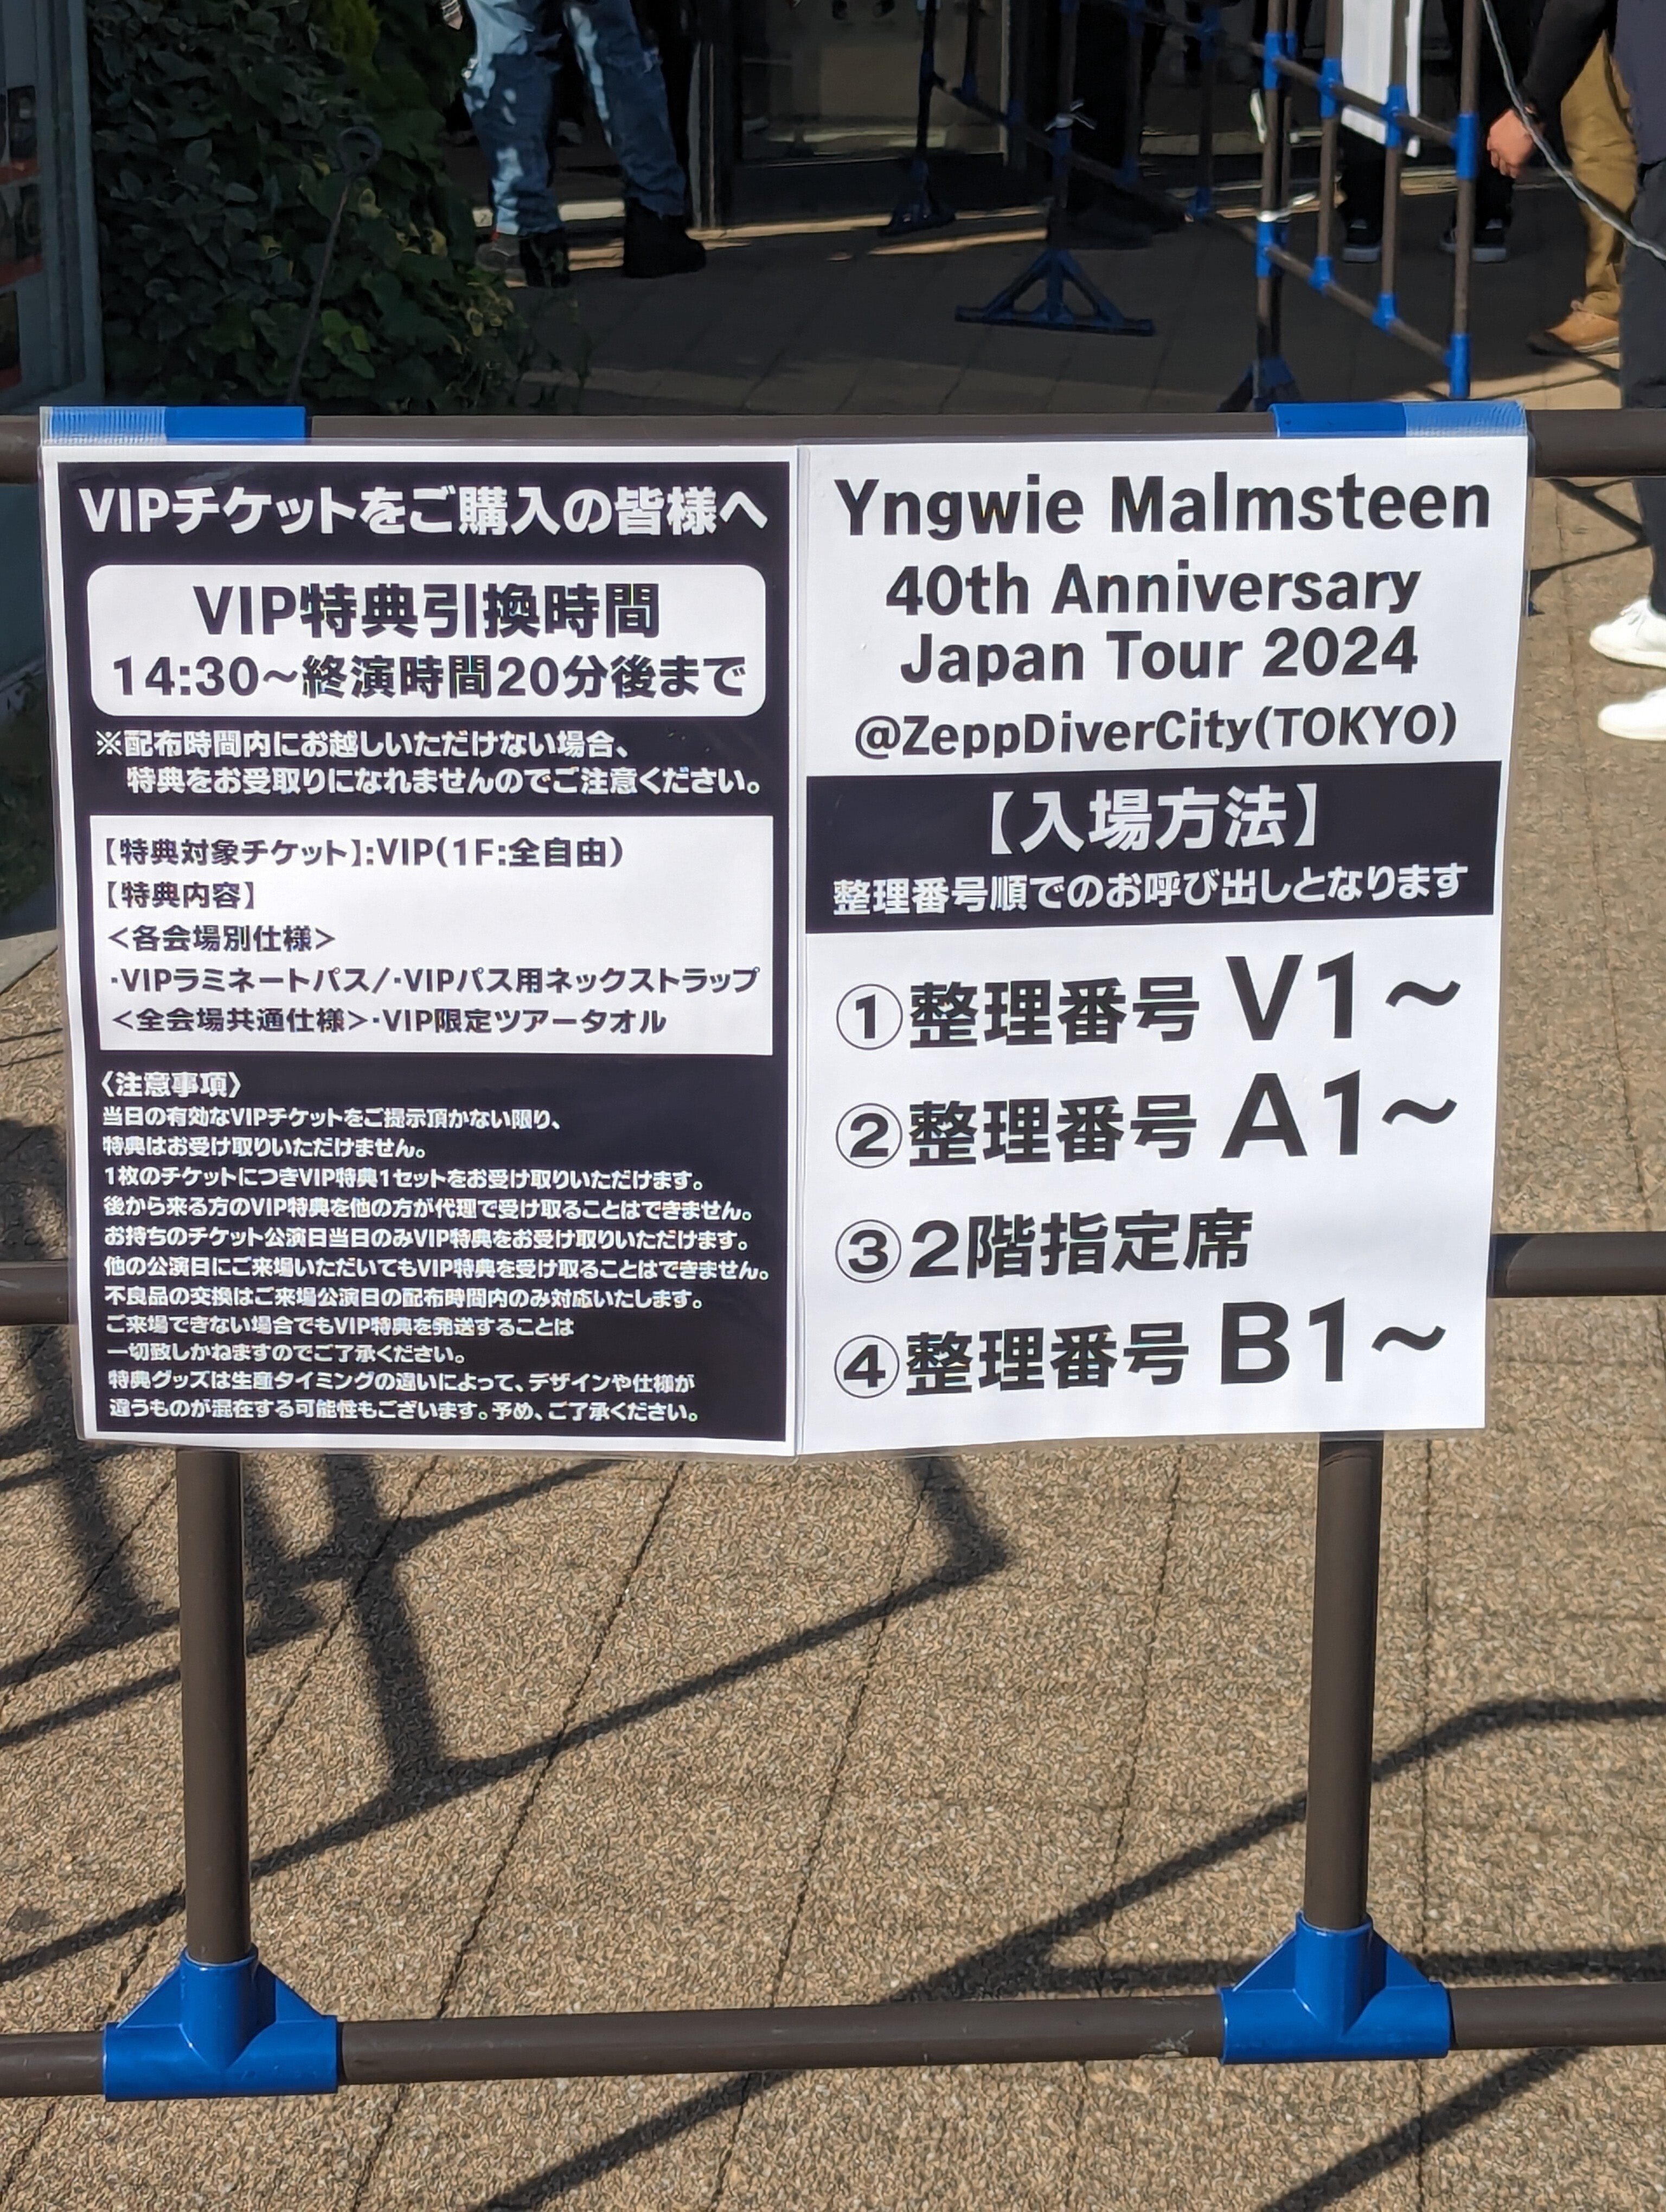 VIPチケットをご購入の皆様へ
VIP特典引換時間
14:30～終演時間20分後まで
※配布時間内にお越しいただけない場合、
特典をお受取りになれませんのでご注意ください。
【特典対象チケット】:VIP(1F:全自由)
【特典内容】
<各会場別仕様>
・VIPラミネートパス/・VIPパス用ネックストラップ
<全会場共通仕様>・VIP限定ツアータオル
〈注意事項〉
当日の有効なVIPチケットをご提示頂かない限り、
特典はお受け取りいただけません。
1枚のチケットにつきVIP特典1セットをお受け取りいただけます。
後から来る方のVIP特典を他の方が代理で受け取ることはできません。
お持ちのチケット公演日当日のみVIP特典をお受け取りいただけます。
他の公演日にご来場いただいてもVIP特典を受け取ることはできません。
不良品の交換はご来場公演日の配布時間内のみ対応いたします。
ご来場できない場合でもVIP特典を発送することは
一切致しかねますのでご了承ください。
特典グッズは生産タイミングの違いによって、デザインや仕様が
違うものが混在する可能性もございます。予め、ご了承ください。
Yngwie Malmsteen
40th Anniversary
Japan Tour 2024
@ZeppDiverCity(TOKYO)
【入場方法】
整理番号順でのお呼び出しとなります
①整理番号 V1～
②整理番号 A1～
③2階指定席
④整理番号 B1～